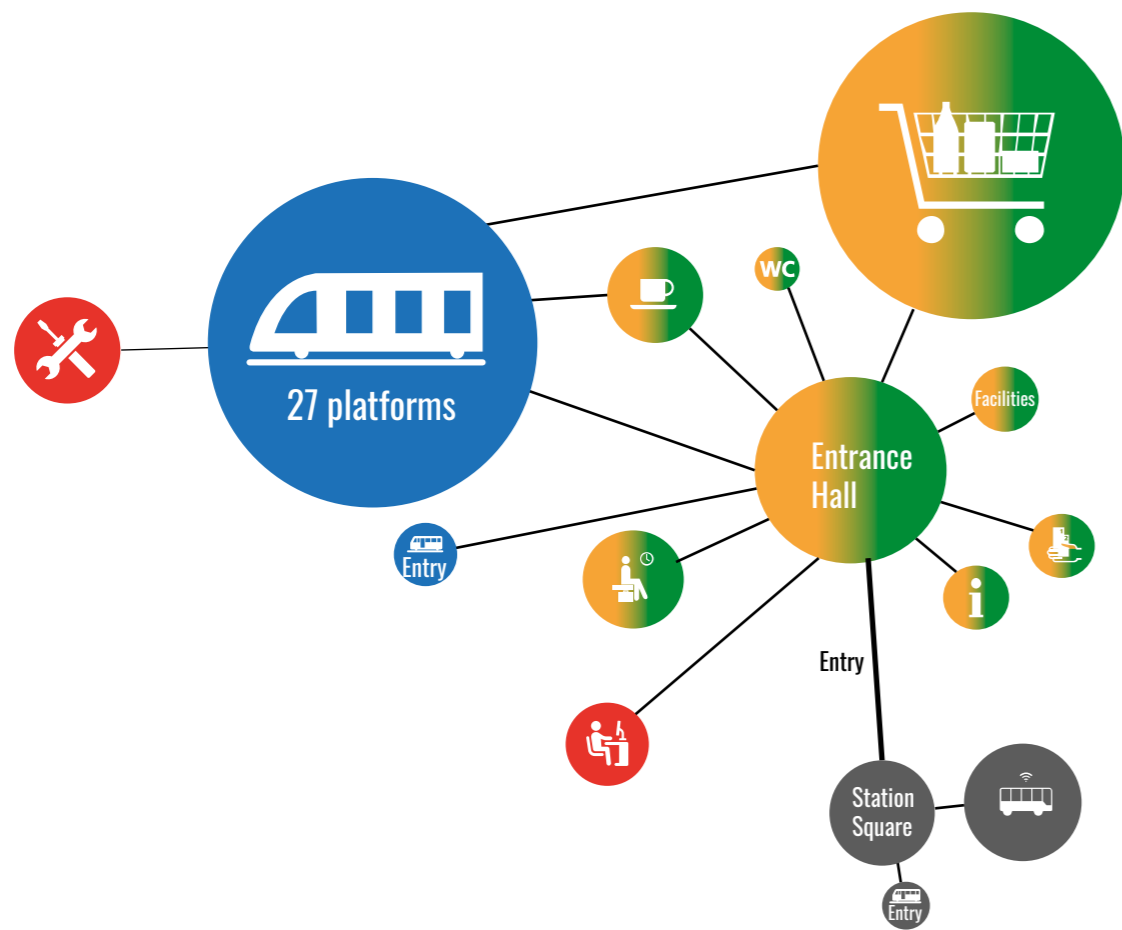 WC
27 platforms
Facilities
Entrance
Hall
Entry
i
Entry
Station
Square
Entry